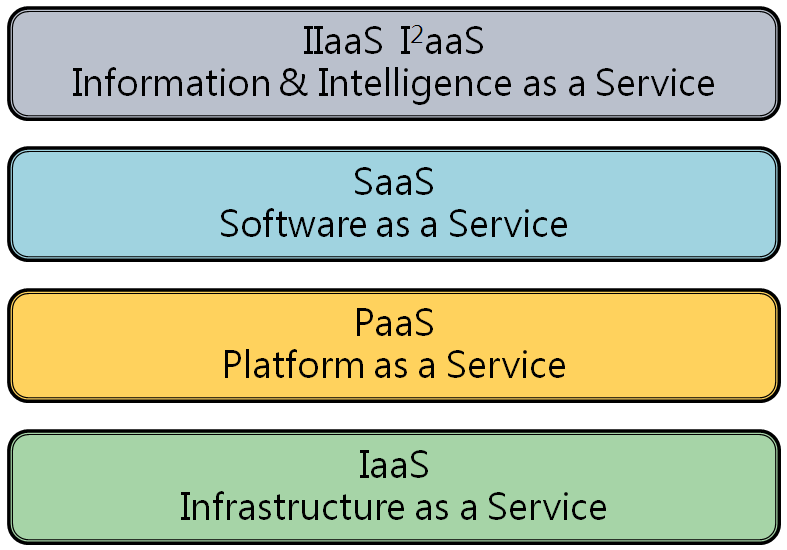 IIaaS I²aaS
Information & Intelligence as a Service
SaaS
Software as a Service
PaaS
Platform as a Service
IaaS
Infrastructure as a Service